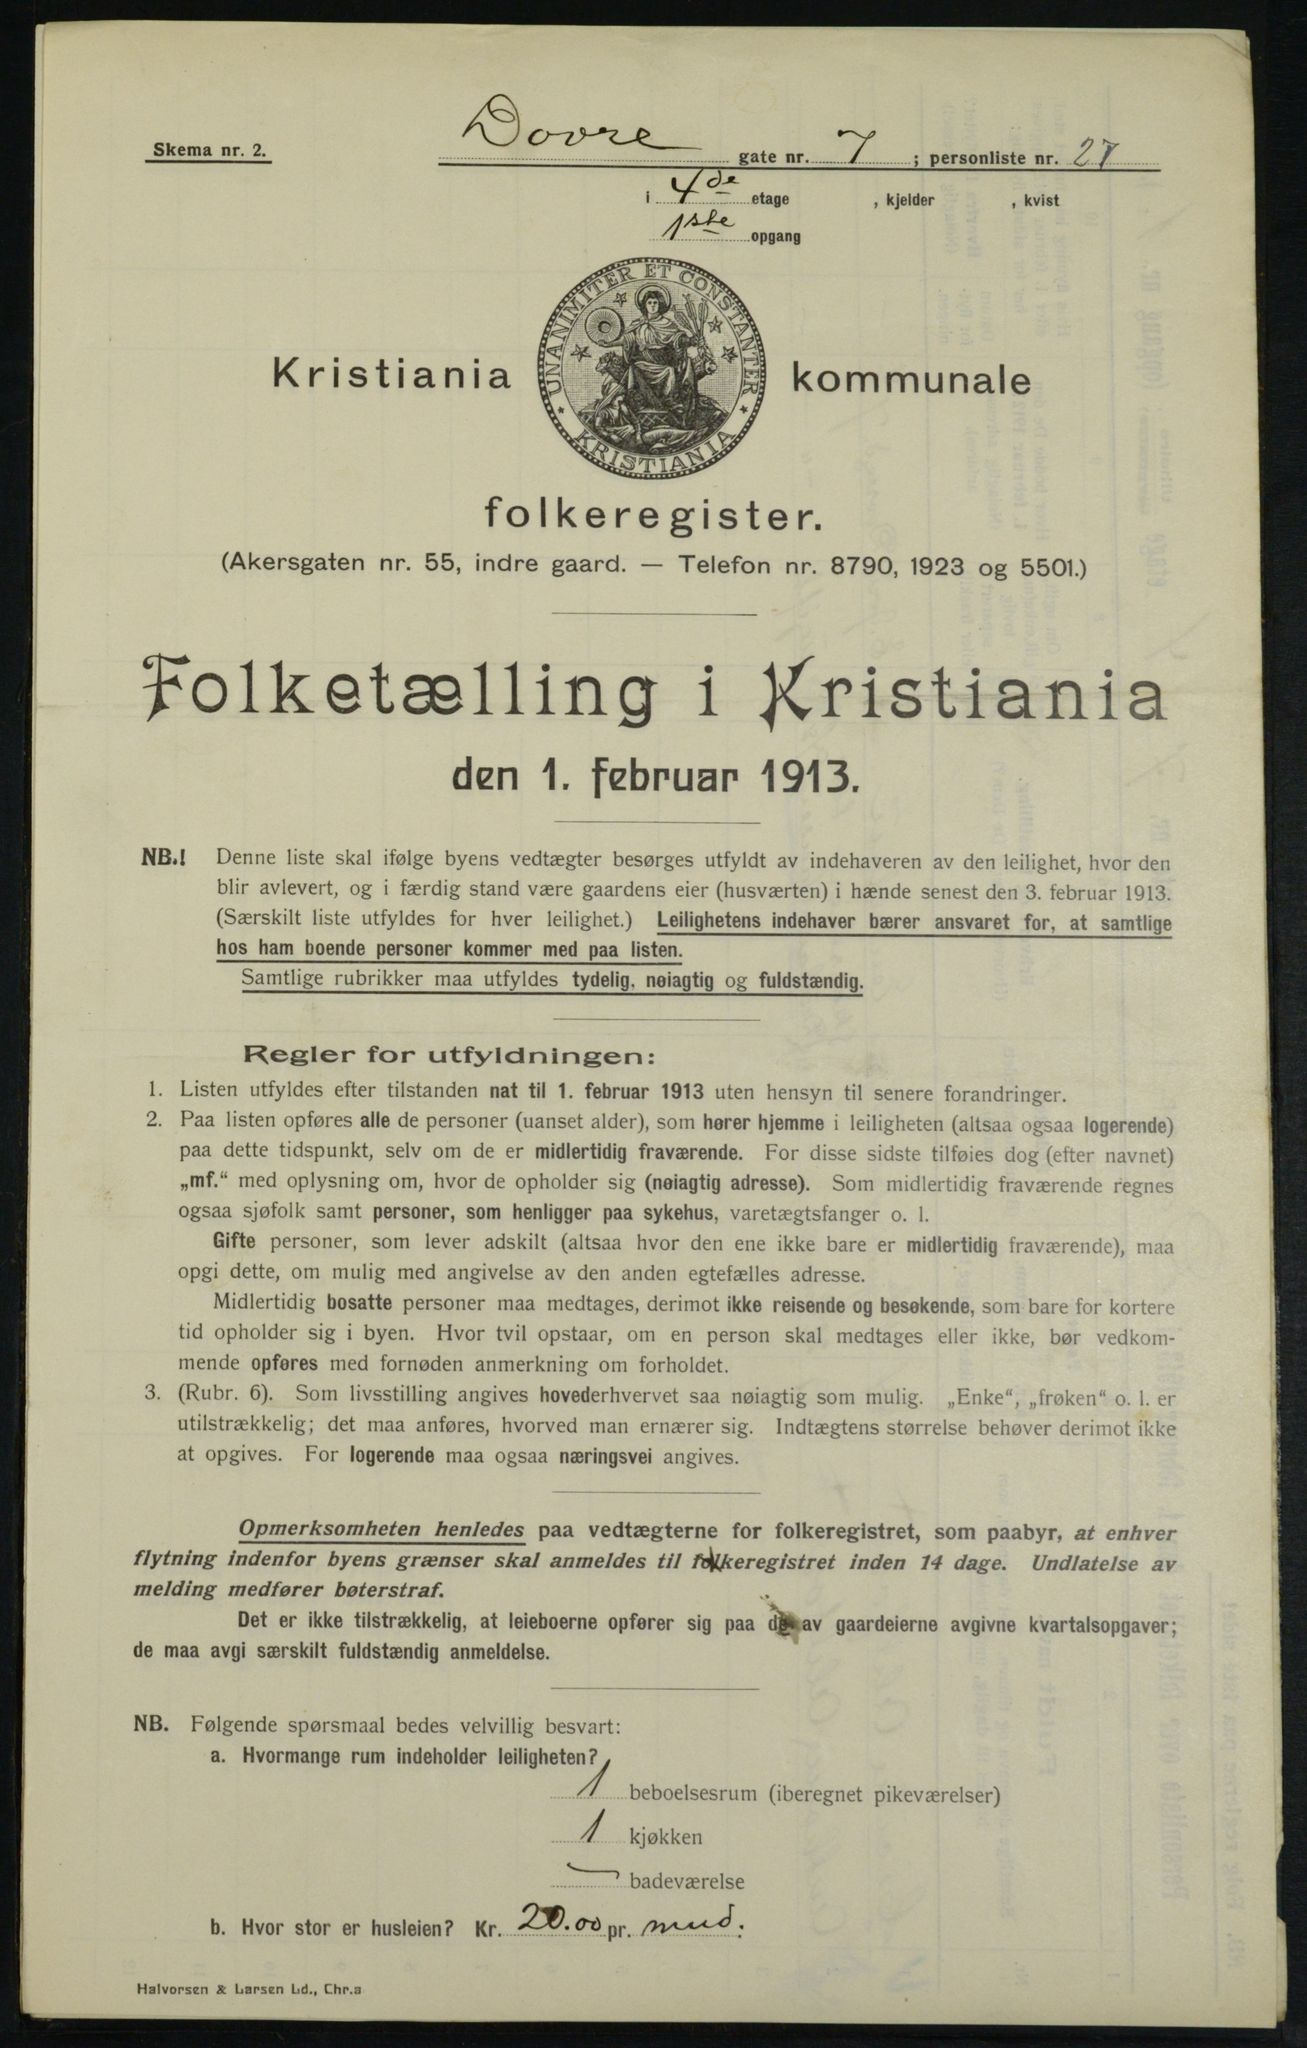 Skema nr. 2.
Dovre gate nr. 7 ; personliste nr. 27
i 4de etage , kjelder , kvist
1ste opgang
UNANIMITER ET CONSTANTER
KRISTIANIA
Kristiania kommunale
folkeregister.
(Akersgaten nr. 55, indre gaard. — Telefon nr. 8790, 1923 og 5501.)
Folketælling i Kristiania
den 1. februar 1913.
NB.! Denne liste skal ifølge byens vedtægter besørges utfyldt av indehaveren av den leilighet, hvor den
blir avlevert, og i færdig stand være gaardens eier (husværten) i hænde senest den 3. februar 1913.
(Særskilt liste utfyldes for hver leilighet.) Leilighetens indehaver bærer ansvaret for, at samtlige
hos ham boende personer kommer med paa listen.
Samtlige rubrikker maa utfyldes tydelig, nøiagtig og fuldstændig.
Regler for utfyldningen:
1. Listen utfyldes efter tilstanden nat til 1. februar 1913 uten hensyn til senere forandringer.
2. Paa listen opføres alle de personer (uanset alder), som hører hjemme i leiligheten (altsaa ogsaa logerende)
paa dette tidspunkt, selv om de er midlertidig fraværende. For disse sidste tilføies dog (efter navnet)
„mf.“ med oplysning om, hvor de opholder sig (nøiagtig adresse). Som midlertidig fraværende regnes
ogsaa sjøfolk samt personer, som henligger paa sykehus, varetægtsfanger o. l.
Gifte personer, som lever adskilt (altsaa hvor den ene ikke bare er midlertidig fraværende), maa
opgi dette, om mulig med angivelse av den anden egtefælles adresse.
Midlertidig bosatte personer maa medtages, derimot ikke reisende og besøkende, som bare for kortere
tid opholder sig i byen. Hvor tvil opstaar, om en person skal medtages eller ikke, bør vedkom-
mende opføres med fornøden anmerkning om forholdet.
3. (Rubr. 6). Som livsstilling angives hovederhvervet saa nøiagtig som mulig. „Enke“, „frøken“ o. l. er
utilstrækkelig; det maa anføres, hvorved man ernærer sig. Indtægtens størrelse behøver derimot ikke
at opgives. For logerende maa ogsaa næringsvei angives.
Opmerksomheten henledes paa vedtægterne for folkeregistret, som paabyr, at enhver
flytning indenfor byens grænser skal anmeldes til folkeregistret inden 14 dage. Undlatelse av
melding medfører bøterstraf.
Det er ikke tilstrækkelig, at leieboerne opfører sig paa de av gaardeierne avgivne kvartalsopgaver;
de maa avgi særskilt fuldstændig anmeldelse.
NB. Følgende spørsmaal bedes velvillig besvart:
a. Hvormange rum indeholder leiligheten?
1 beboelsesrum (iberegnet pikeværelser)
1 kjøkken
— badeværelse
b. Hvor stor er husleien? Kr. 20.00 pr. mnd.
Halvorsen & Larsen Ld., Chr.a